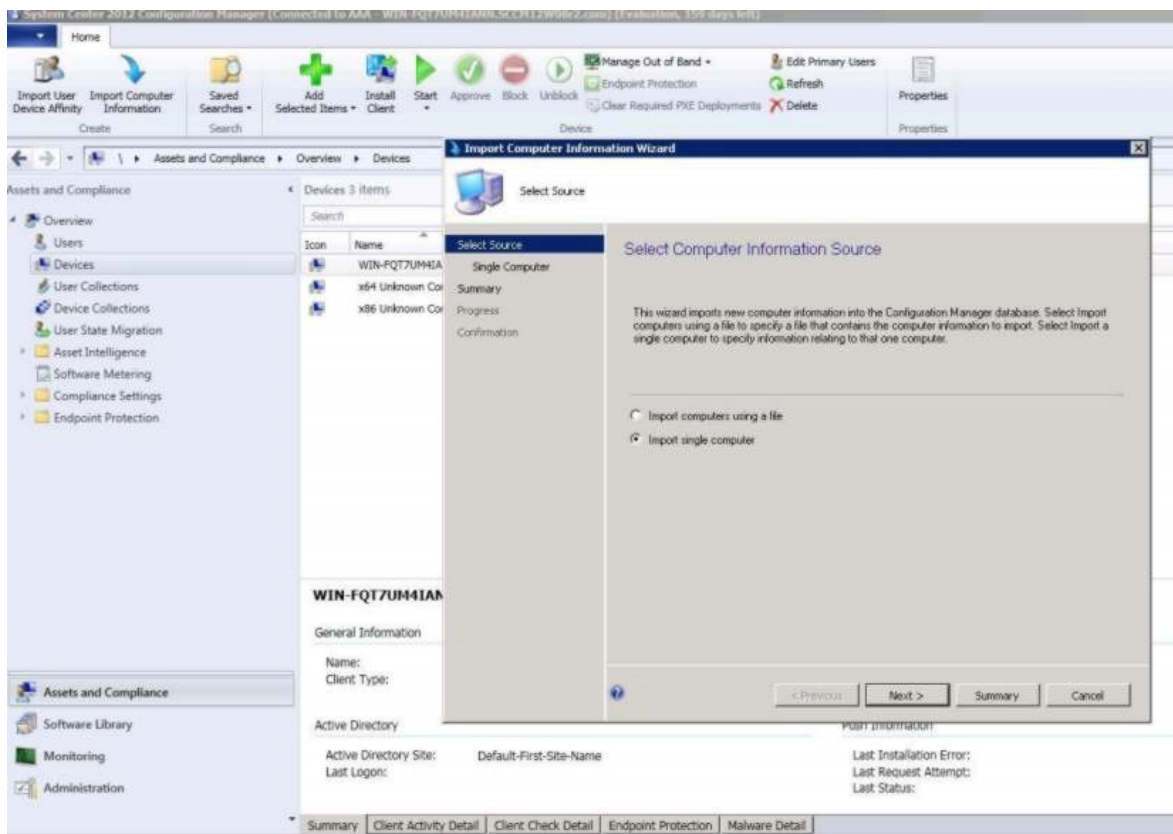 System Center 2012 Configuration Manager (Connected to AAA - WIN-FQT7UM4IANN.SCCM12W08r2.com) (Evaluation, 159 days left)
Home
Import User Device Affinity
Import Computer Information
Saved Searches
Add Selected Items
Install Client
Start
Approve
Block
Unblock
Manage Out of Band
Endpoint Protection
Clear Required PXE Deployments
Edit Primary Users
Refresh
Delete
Properties
Create
Search
Device
Properties
\ Assets and Compliance Overview Devices
Assets and Compliance
Overview
Users
Devices
User Collections
Device Collections
User State Migration
Asset Intelligence
Software Metering
Compliance Settings
Endpoint Protection
Assets and Compliance
Software Library
Monitoring
Administration
Devices 3 items
Search
Icon Name
WIN-FQT7UM4IA
x64 Unknown Co
x86 Unknown Co
Import Computer Information Wizard
Select Source
Select Source
Single Computer
Summary
Progress
Confirmation
Select Computer Information Source
This wizard imports new computer information into the Configuration Manager database. Select Import
computers using a file to specify a file that contains the computer information to import. Select Import a
single computer to specify information relating to that one computer.
Import computers using a file
Import single computer
< Previous Next > Summary Cancel
WIN-FQT7UM4IAN
General Information
Name:
Client Type:
Active Directory
Active Directory Site: Default-First-Site-Name
Last Logon:
Push Information
Last Installation Error:
Last Request Attempt:
Last Status:
Summary Client Activity Detail Client Check Detail Endpoint Protection Malware Detail